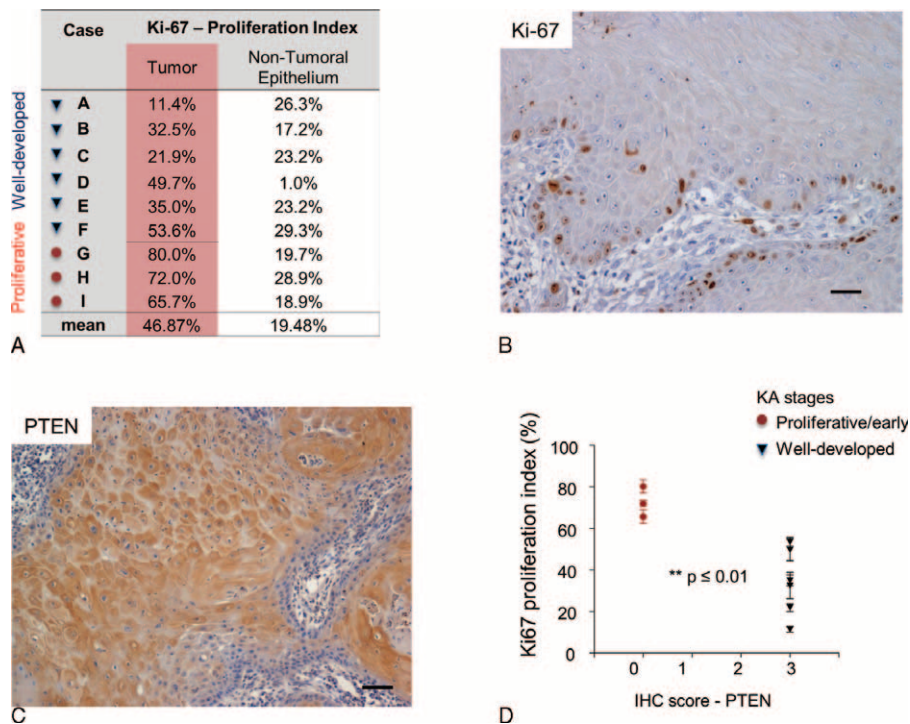 Case Ki-67 – Proliferation Index
Tumor Non-Tumoral
Epithelium
Well-developed
Proliferative
A 11.4% 26.3%
B 32.5% 17.2%
C 21.9% 23.2%
D 49.7% 1.0%
E 35.0% 23.2%
F 53.6% 29.3%
G 80.0% 19.7%
H 72.0% 28.9%
I 65.7% 18.9%
mean 46.87% 19.48%
A
Ki-67
B
PTEN
C
KA stages
Proliferative/early
Well-developed
Ki67 proliferation index (%)
100
80
60
40
20
0
** p ≤ 0.01
0 1 2 3
IHC score - PTEN
D